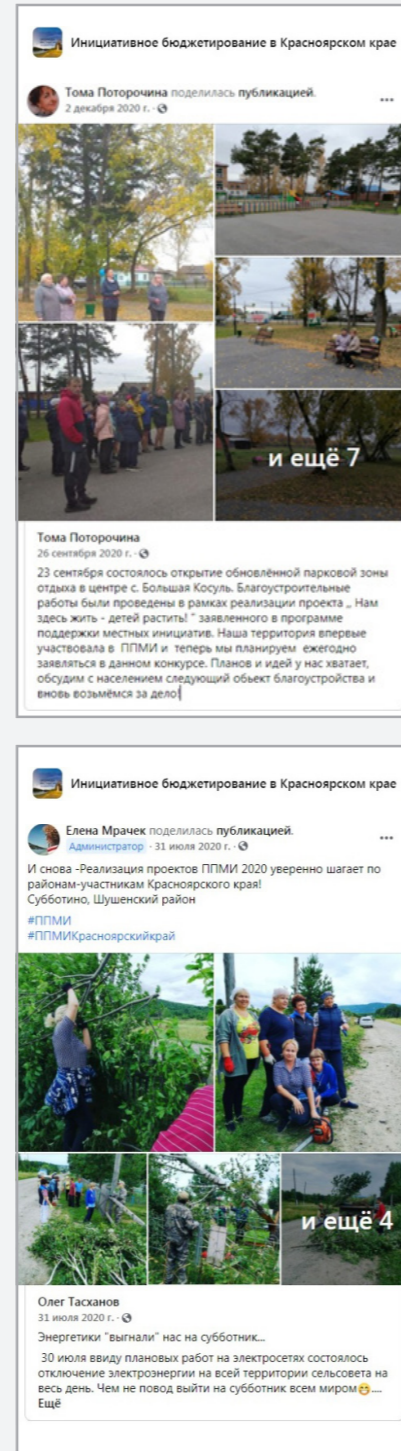 Инициативное бюджетирование в Красноярском крае
Тома Поторочина поделилась публикацией.
2 декабря 2020 г. ·
и ещё 7
Тома Поторочина
26 сентября 2020 г. ·
23 сентября состоялось открытие обновлённой парковой зоны
отдыха в центре с. Большая Косуль. Благоустроительные
работы были проведены в рамках реализации проекта „ Нам
здесь жить - детей растить! " заявленного в программе
поддержки местных инициатив. Наша территория впервые
участвовала в ППМИ и теперь мы планируем ежегодно
заявляться в данном конкурсе. Планов и идей у нас хватает,
обсудим с населением следующий обьект благоустройства и
вновь возьмёмся за дело!
Инициативное бюджетирование в Красноярском крае
Елена Мрачек поделилась публикацией.
Администратор · 31 июля 2020 г. ·
И снова -Реализация проектов ППМИ 2020 уверенно шагает по
районам-участникам Красноярского края!
Субботино, Шушенский район
#ППМИ
#ППМИКрасноярскийкрай
и ещё 4
Олег Тасханов
31 июля 2020 г. ·
Энергетики "выгнали" нас на субботник...
30 июля ввиду плановых работ на электросетях состоялось
отключение электроэнергии на всей территории сельсовета на
весь день. Чем не повод выйти на субботник всем миром😁....
Ещё